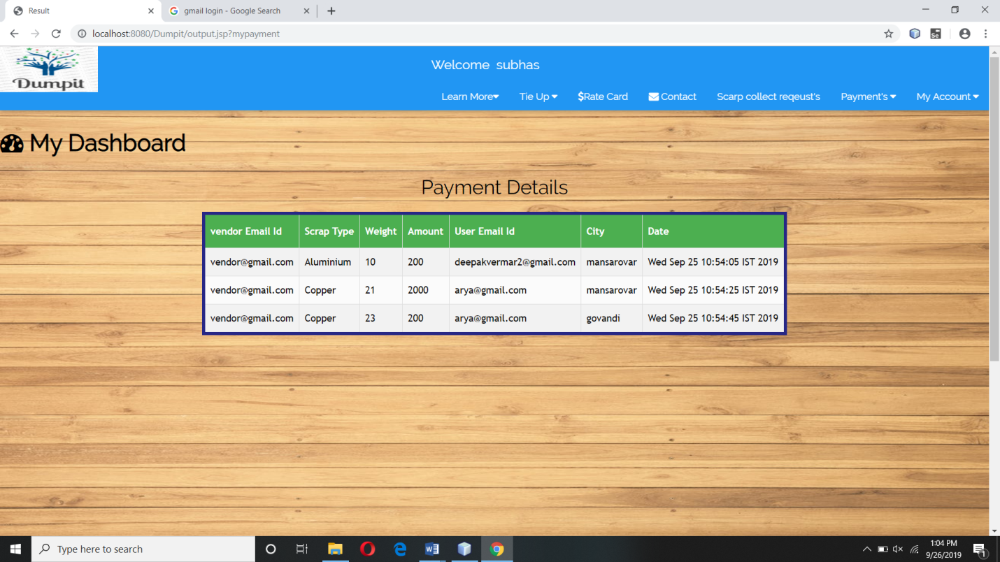 Result
gmail login - Google Search
localhost:8080/Dumpit/output.jsp?mypayment
Se
Dumpit
Welcome subhas
Learn More Tie Up $Rate Card Contact Scarp collect reqeust's Payment's My Account
My Dashboard
Payment Details
vendor Email Id Scrap Type Weight Amount User Email Id City Date
vendor@gmail.com Aluminium 10 200 deepakvermar2@gmail.com mansarovar Wed Sep 25 10:54:05 IST 2019
vendor@gmail.com Copper 21 2000 arya@gmail.com mansarovar Wed Sep 25 10:54:25 IST 2019
vendor@gmail.com Copper 23 200 arya@gmail.com govandi Wed Sep 25 10:54:45 IST 2019
Type here to search
1:04 PM
9/26/2019
1